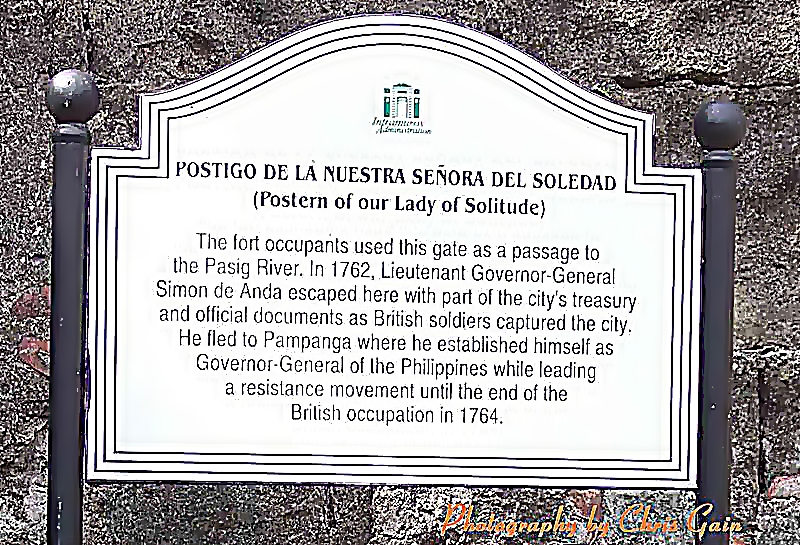 Intramuros
Administration
POSTIGO DE LA NUESTRA SEÑORA DEL SOLEDAD
(Postern of our Lady of Solitude)
The fort occupants used this gate as a passage to
the Pasig River. In 1762, Lieutenant Governor-General
Simon de Anda escaped here with part of the city's treasury
and official documents as British soldiers captured the city.
He fled to Pampanga where he established himself as
Governor-General of the Philippines while leading
a resistance movement until the end of the
British occupation in 1764.
Photography by Chris Gain